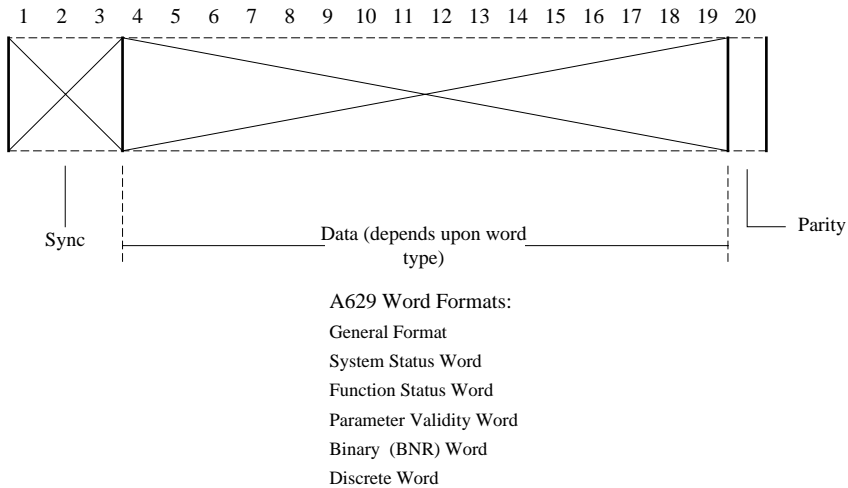 1 2 3 4 5 6 7 8 9 10 11 12 13 14 15 16 17 18 19 20
Sync
Data (depends upon word
type)
Parity
A629 Word Formats:
General Format
System Status Word
Function Status Word
Parameter Validity Word
Binary (BNR) Word
Discrete Word